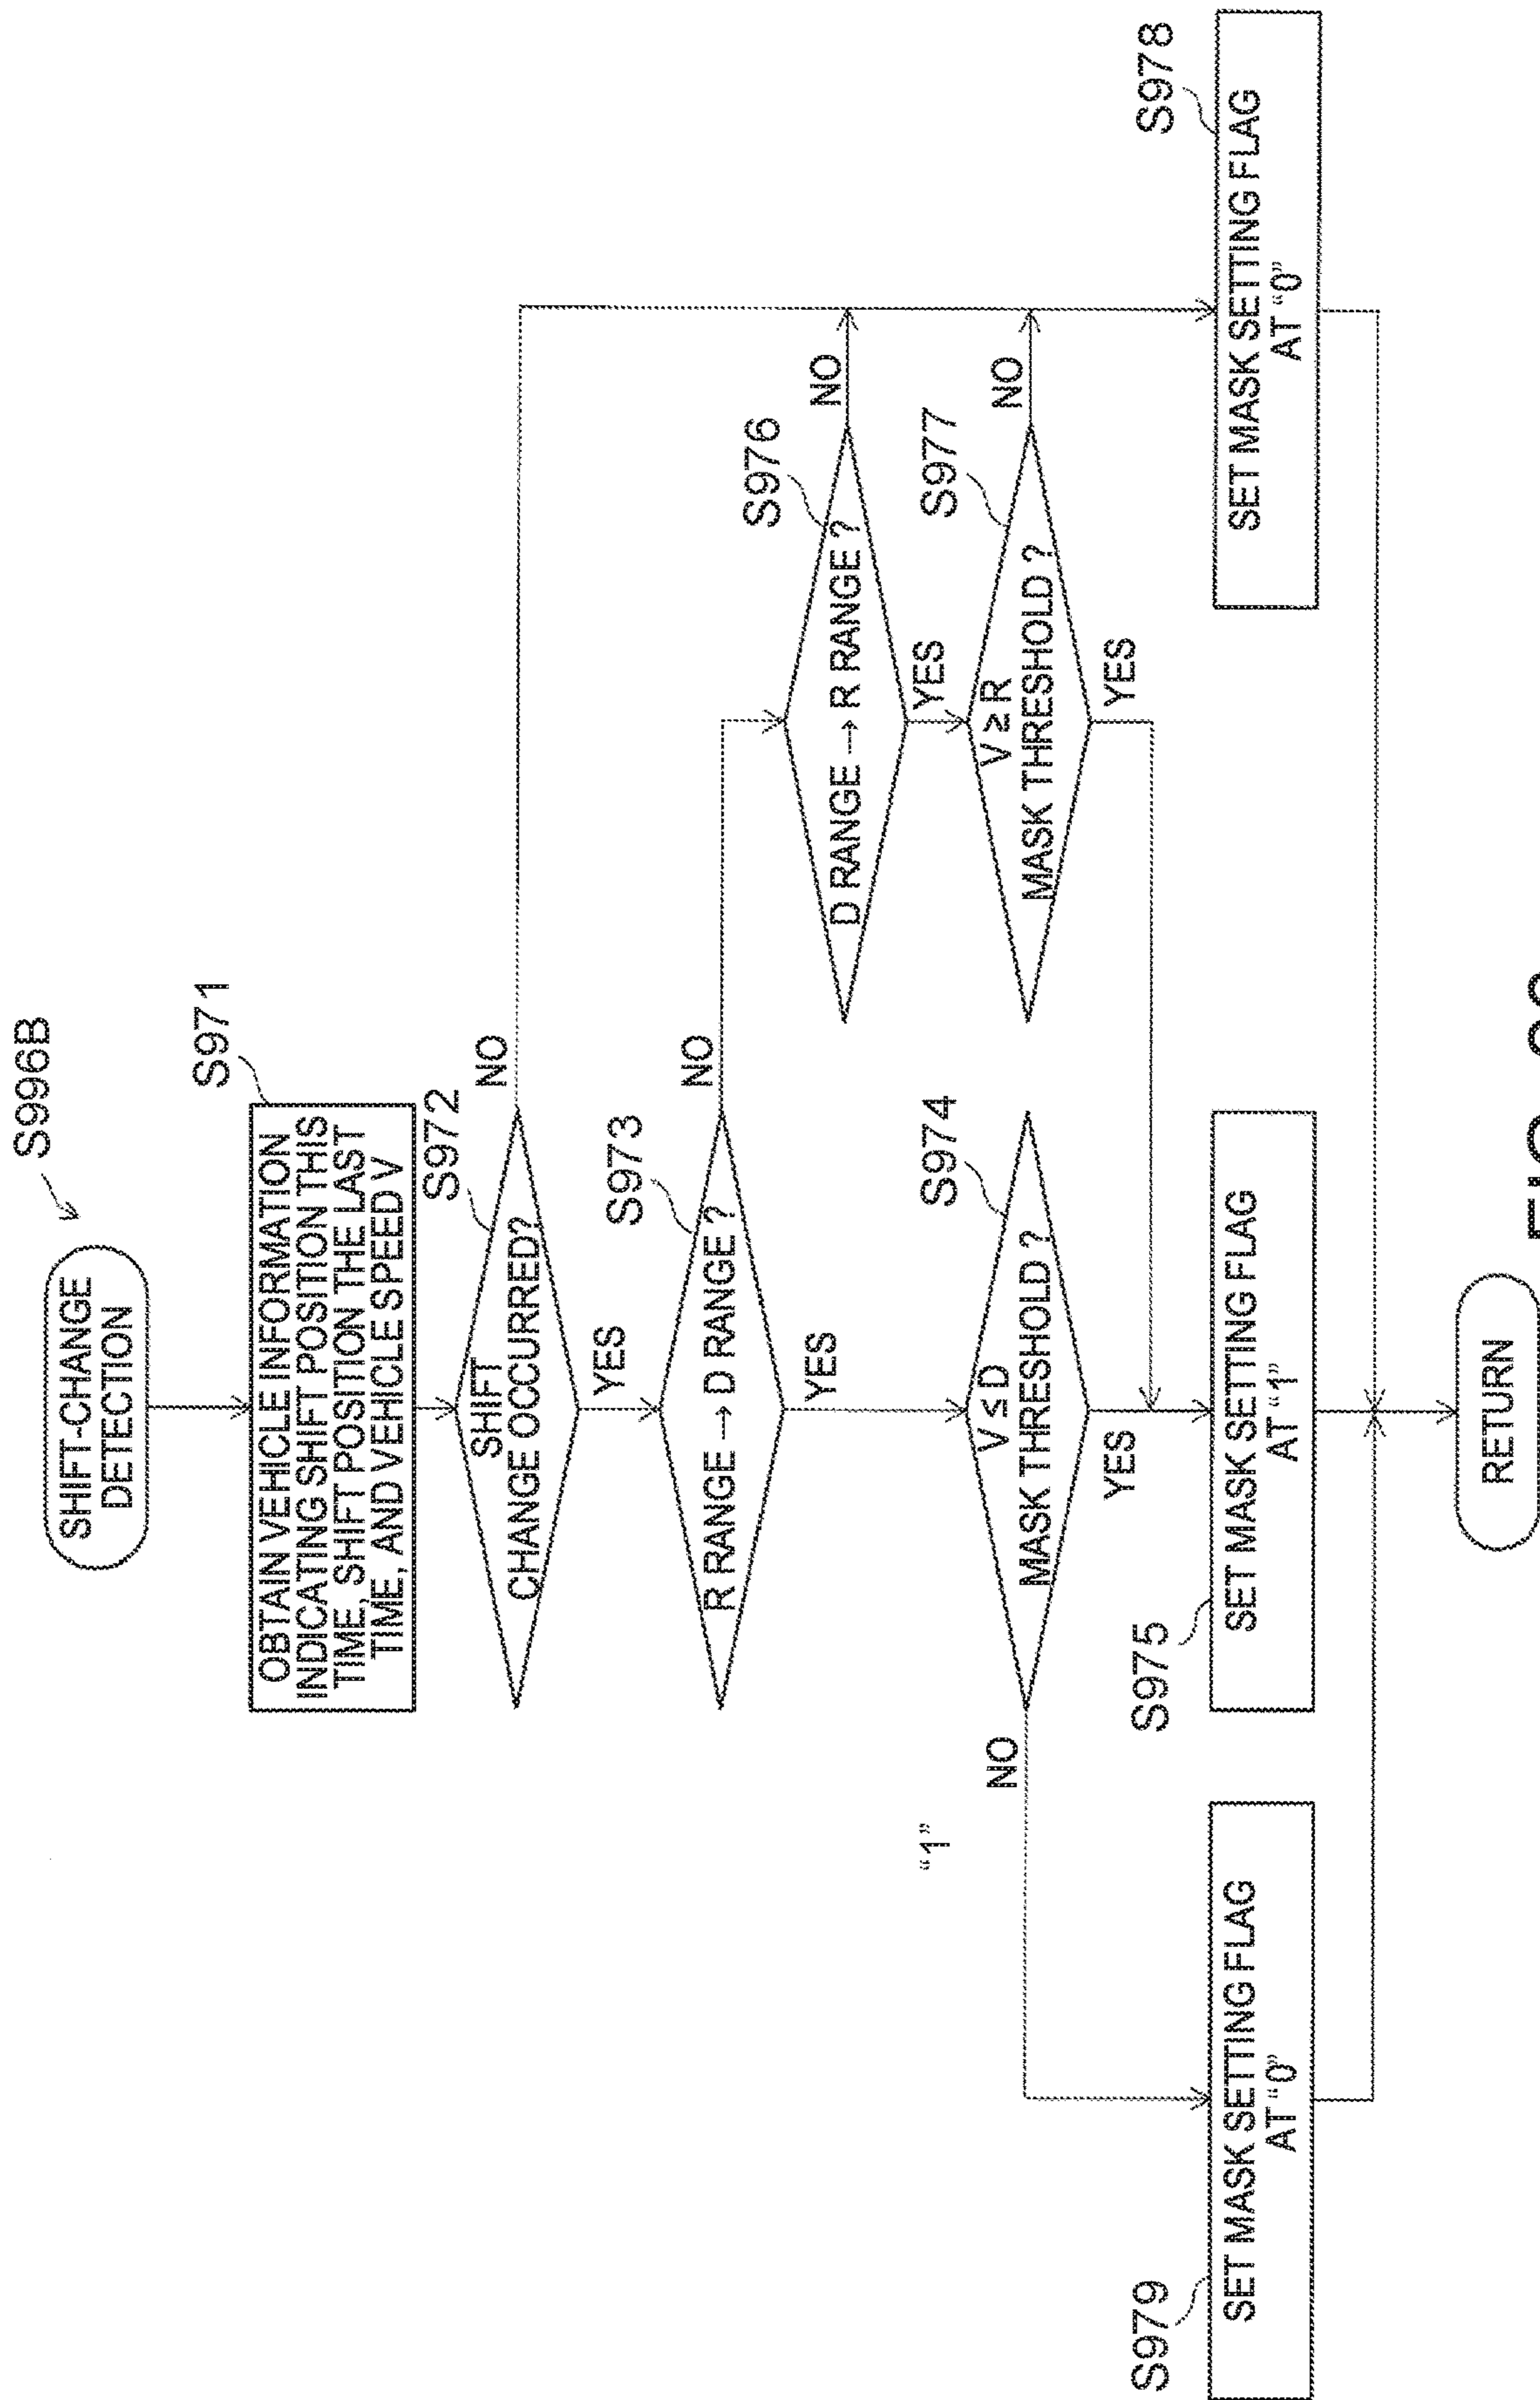 S996B
SHIFT-CHANGE
DETECTION
S971
OBTAIN VEHICLE INFORMATION
INDICATING SHIFT POSITION THIS
TIME, SHIFT POSITION THE LAST
TIME, AND VEHICLE SPEED V
S972
SHIFT
CHANGE OCCURRED?
NO
YES
S973
R RANGE → D RANGE ?
NO
YES
S976
D RANGE → R RANGE ?
NO
YES
S974
V ≤ D
MASK THRESHOLD ?
NO
"1"
YES
S977
V ≥ R
MASK THRESHOLD ?
NO
YES
S979
SET MASK SETTING FLAG
AT "0"
S975
SET MASK SETTING FLAG
AT "1"
S978
SET MASK SETTING FLAG
AT "0"
RETURN